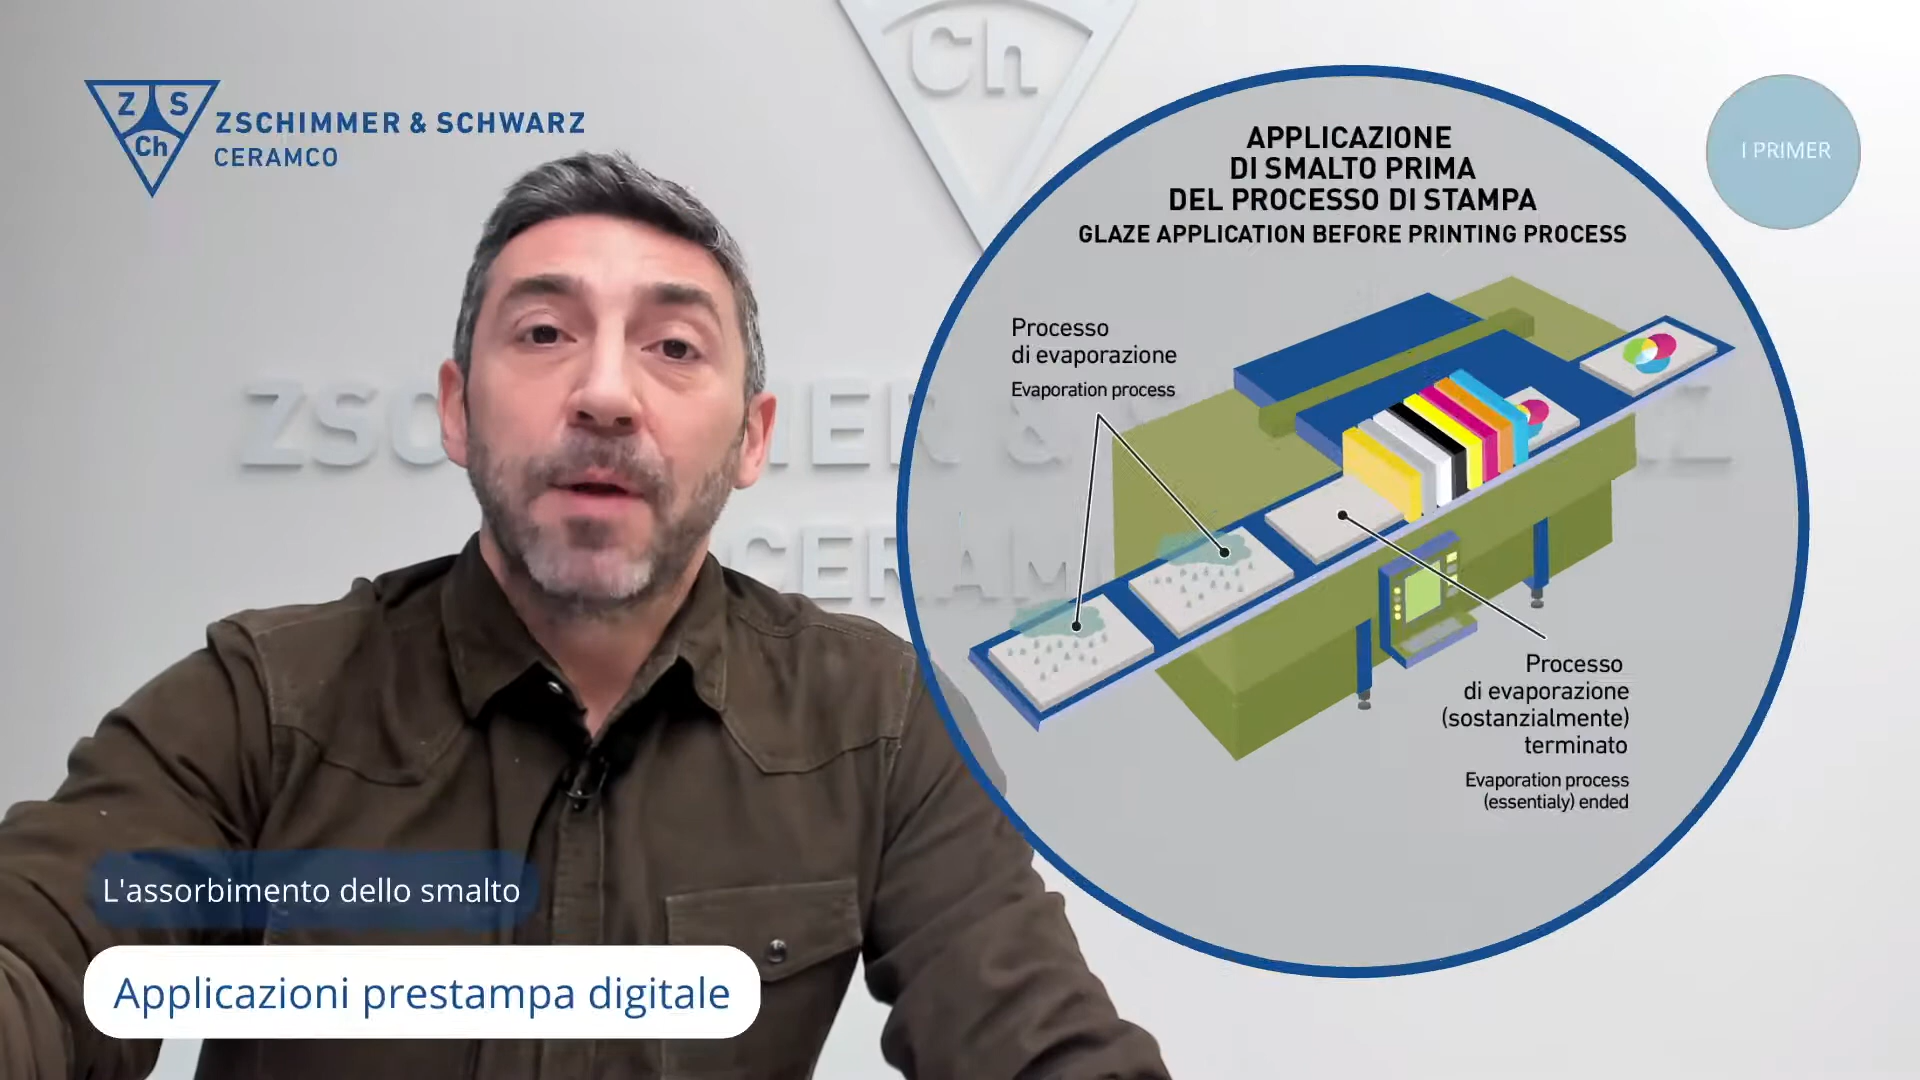 Z S
Ch
ZSCHIMMER & SCHWARZ
CERAMCO
Ch
I PRIMER
APPLICAZIONE
DI SMALTO PRIMA
DEL PROCESSO DI STAMPA
GLAZE APPLICATION BEFORE PRINTING PROCESS
Processo
di evaporazione
Evaporation process
Processo
di evaporazione
(sostanzialmente)
terminato
Evaporation process
(essentialy) ended
L'assorbimento dello smalto
Applicazioni prestampa digitale